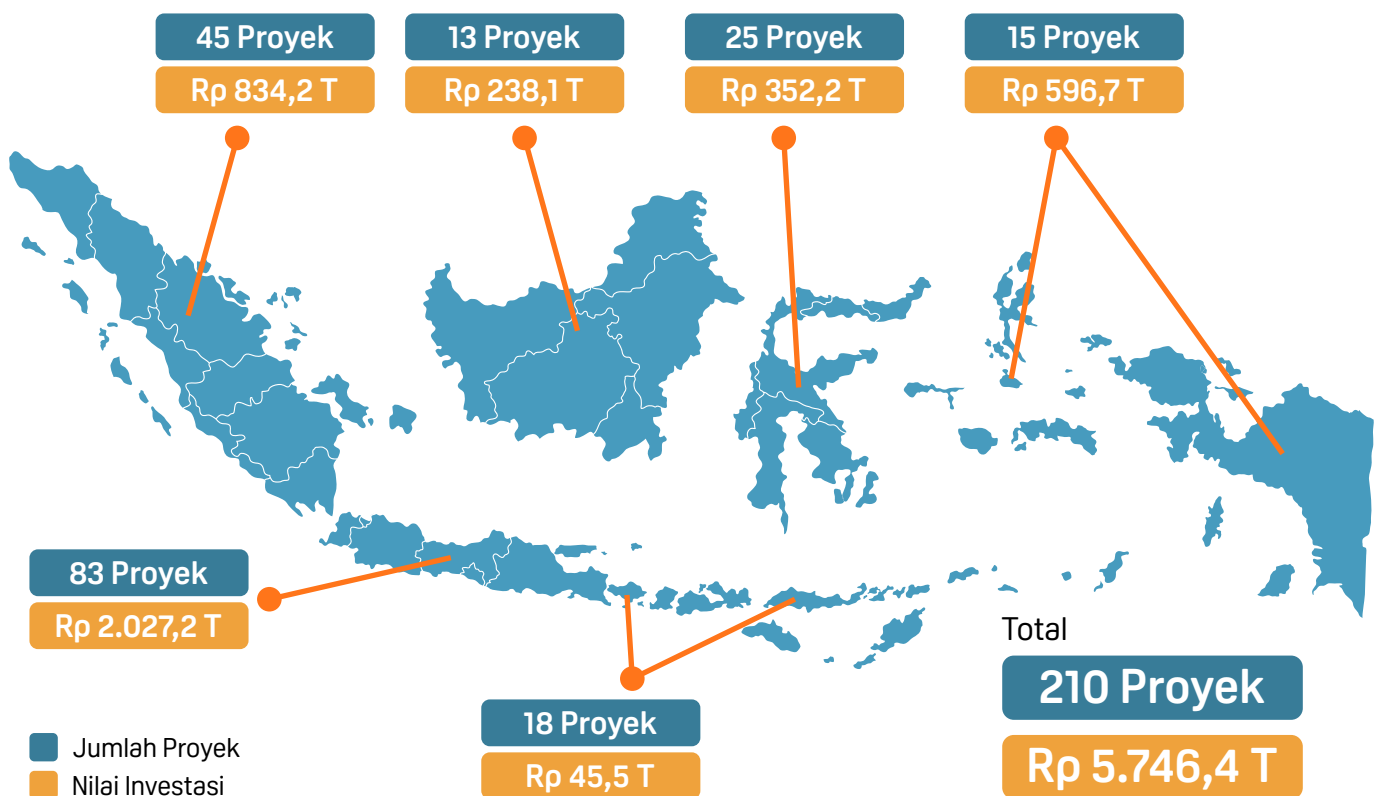 45 Proyek
Rp 834,2 T
13 Proyek
Rp 238,1 T
25 Proyek
Rp 352,2 T
15 Proyek
Rp 596,7 T
83 Proyek
Rp 2.027,2 T
18 Proyek
Rp 45,5 T
Total
210 Proyek
Rp 5.746,4 T
Jumlah Proyek
Nilai Investasi